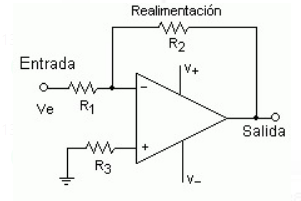 Realimentación
R2
Entrada
V+
Ve
R1
−
Salida
R3
+
V−